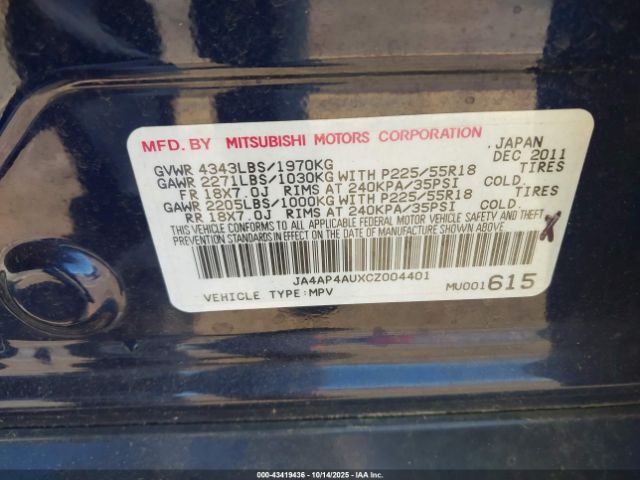 MFD. BY MITSUBISHI MOTORS CORPORATION JAPAN
GVWR 4343LBS/1970KG DEC 2011
GAWR 2271LBS/1030KG WITH P225/55R18 TIRES
FR 18X7.0J RIMS AT 240KPA/35PSI COLD.
GAWR 2205LBS/1000KG WITH P225/55R18 TIRES
RR 18X7.0J RIMS AT 240KPA/35PSI COLD.
THIS VEHICLE CONFORMS TO ALL APPLICABLE FEDERAL MOTOR VEHICLE SAFETY AND THEFT
PREVENTION STANDARDS IN EFFECT ON THE DATE OF MANUFACTURE SHOWN ABOVE.
JA4AP4AUXCZ004401
VEHICLE TYPE:MPV MU001615
000-43419436 - 10/14/2025 - IAAI.COM